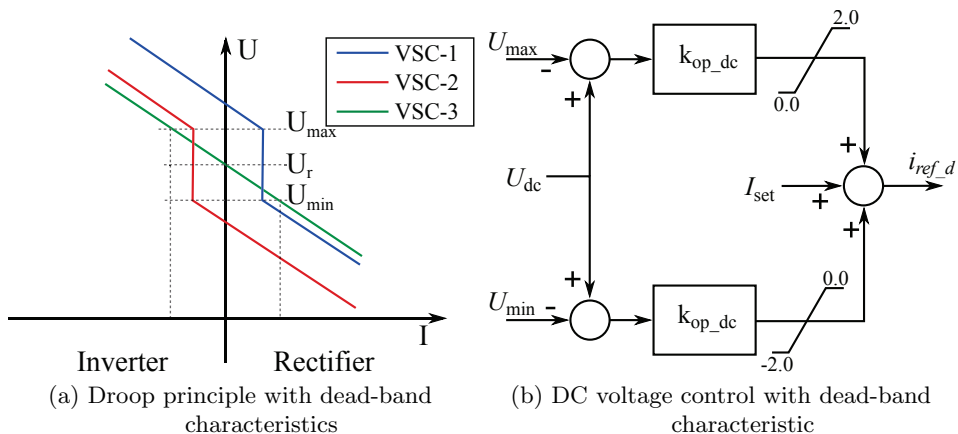 U
VSC-1
VSC-2
VSC-3
U_max
U_r
U_min
I
Inverter
Rectifier
(a) Droop principle with dead-band
characteristics
U_max
-
k_op_dc
2.0
0.0
+
+
U_dc
I_set
+
i_ref_d
+
+
U_min
-
k_op_dc
0.0
-2.0
(b) DC voltage control with dead-band
characteristic